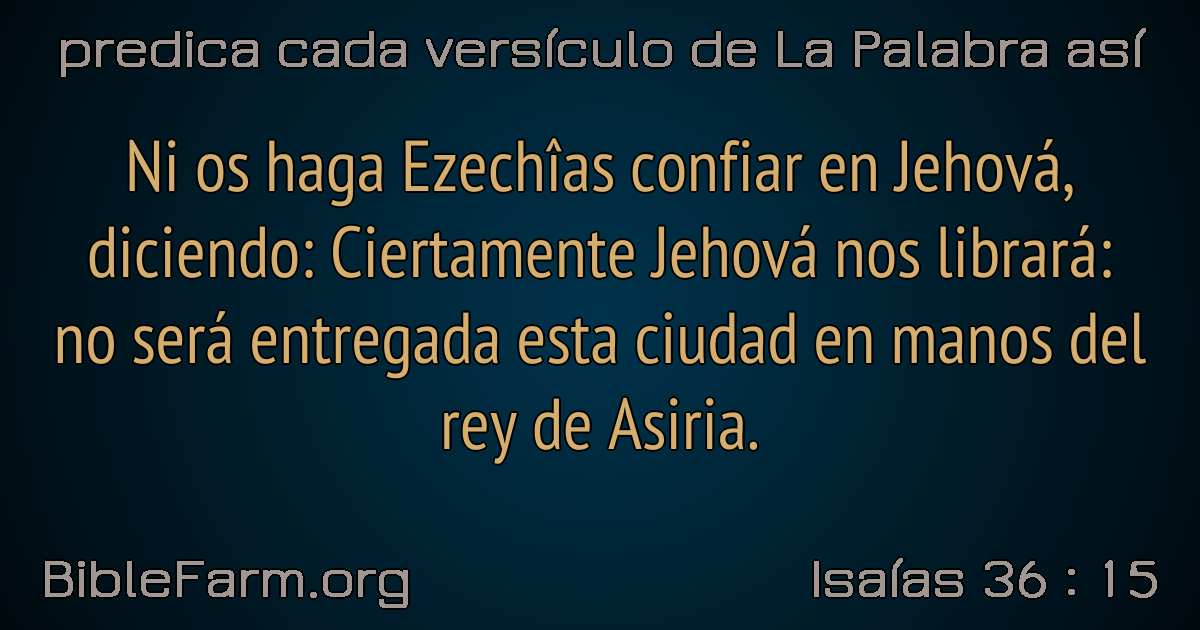 predica cada versículo de La Palabra así
Ni os haga Ezechîas confiar en Jehová,
diciendo: Ciertamente Jehová nos librará:
no será entregada esta ciudad en manos del
rey de Asiria.
BibleFarm.org
Isaías 36 : 15